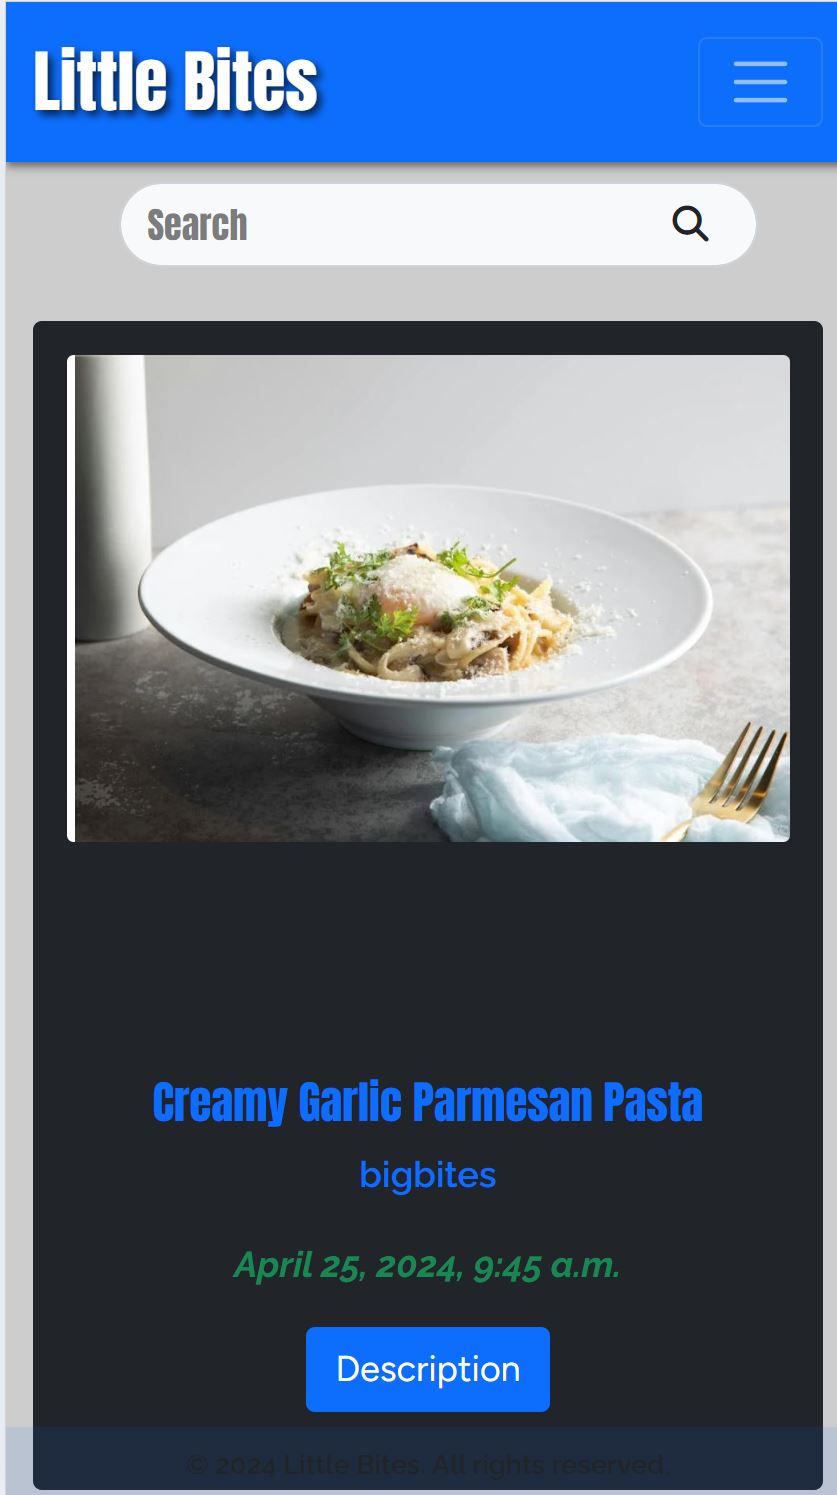 Little Bites
Search
Creamy Garlic Parmesan Pasta
bigbites
April 25, 2024, 9:45 a.m.
Description
© 2024 Little Bites. All rights reserved.